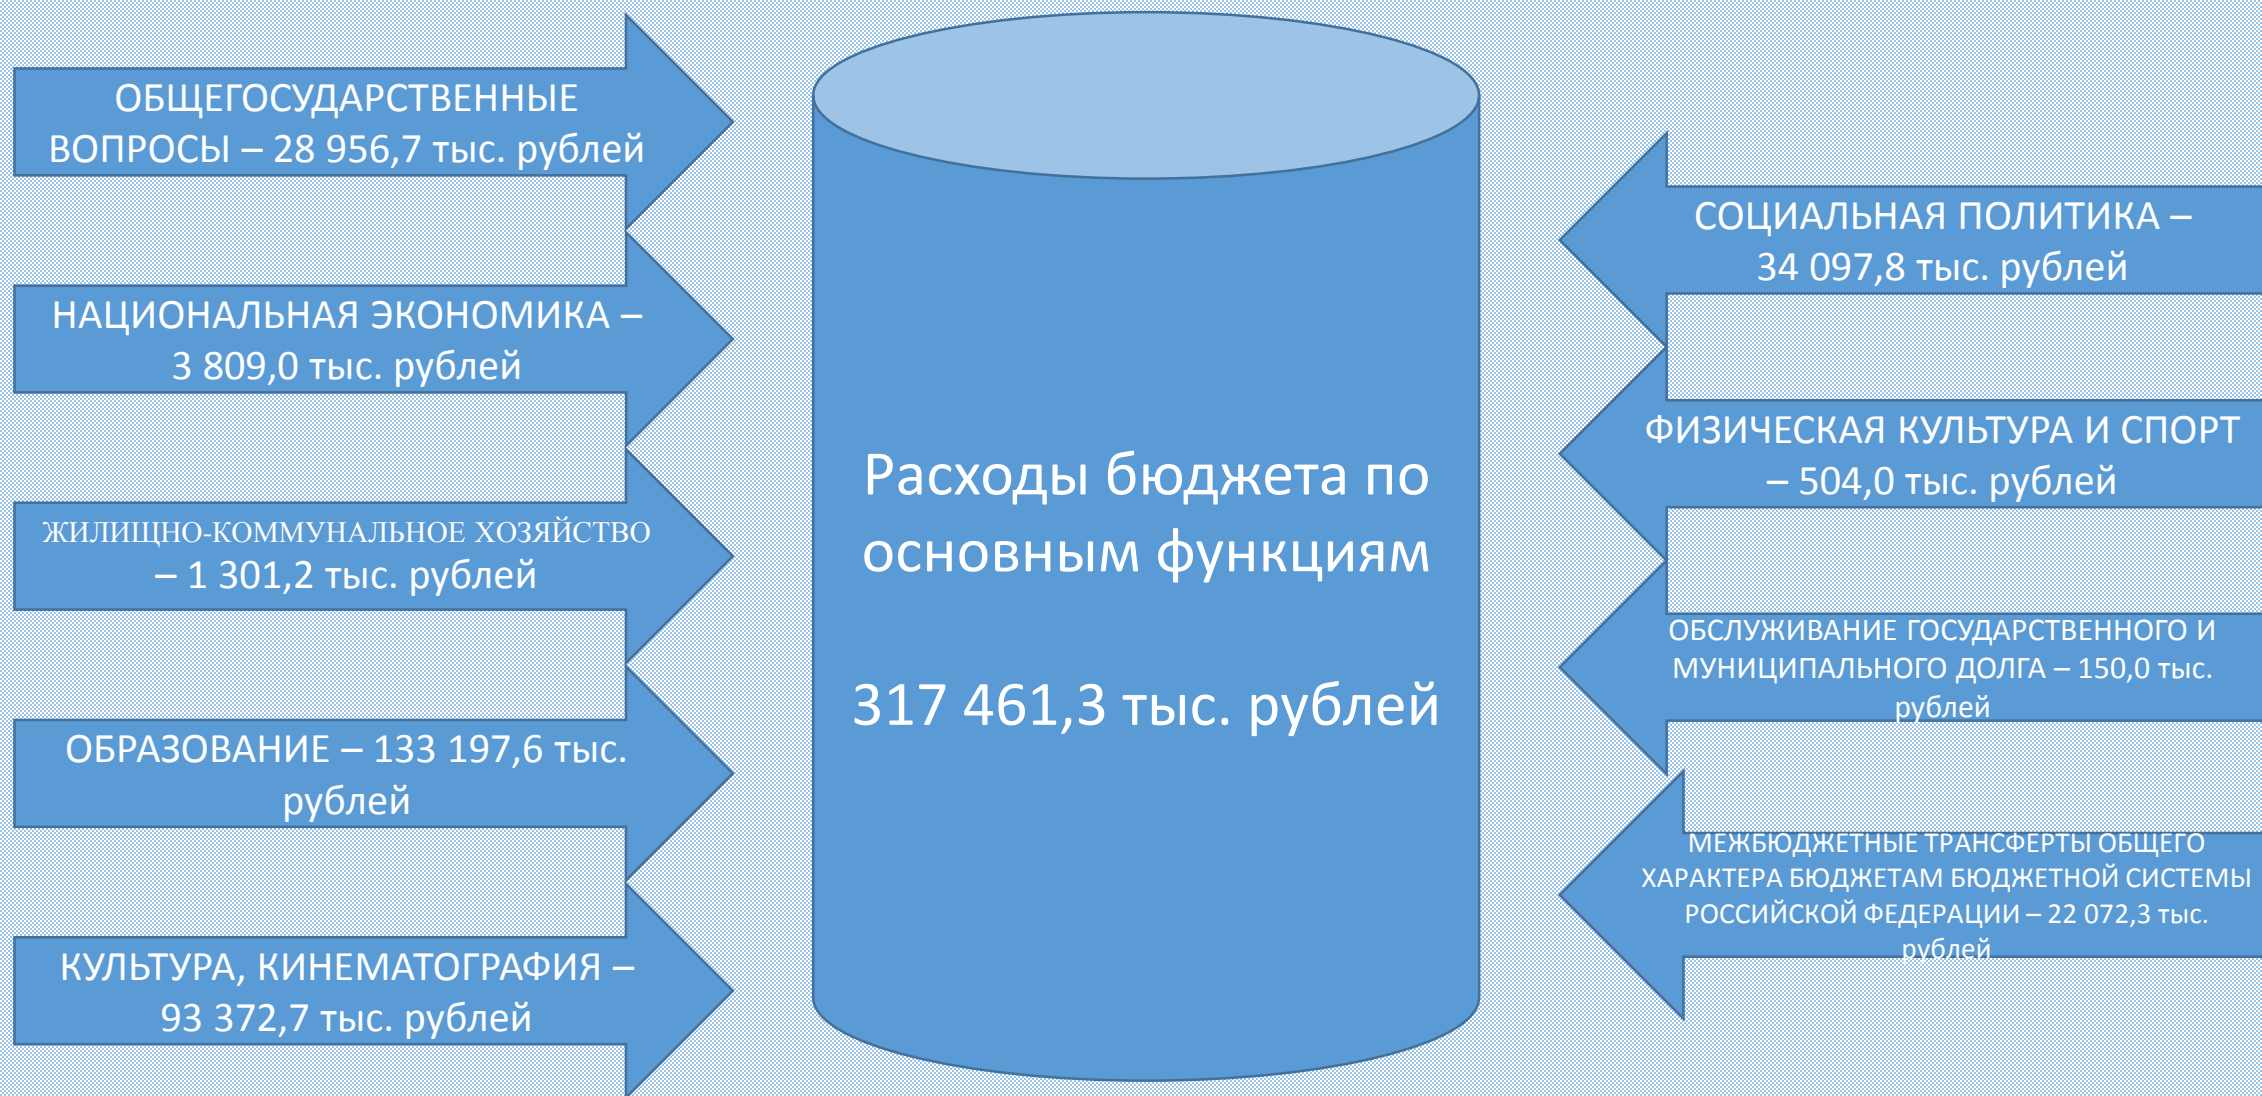 ОБЩЕГОСУДАРСТВЕННЫЕ
ВОПРОСЫ – 28 956,7 тыс. рублей
НАЦИОНАЛЬНАЯ ЭКОНОМИКА –
3 809,0 тыс. рублей
ЖИЛИЩНО-КОММУНАЛЬНОЕ ХОЗЯЙСТВО
– 1 301,2 тыс. рублей
ОБРАЗОВАНИЕ – 133 197,6 тыс.
рублей
КУЛЬТУРА, КИНЕМАТОГРАФИЯ –
93 372,7 тыс. рублей
Расходы бюджета по
основным функциям
317 461,3 тыс. рублей
СОЦИАЛЬНАЯ ПОЛИТИКА –
34 097,8 тыс. рублей
ФИЗИЧЕСКАЯ КУЛЬТУРА И СПОРТ
– 504,0 тыс. рублей
ОБСЛУЖИВАНИЕ ГОСУДАРСТВЕННОГО И
МУНИЦИПАЛЬНОГО ДОЛГА – 150,0 тыс.
рублей
МЕЖБЮДЖЕТНЫЕ ТРАНСФЕРТЫ ОБЩЕГО
ХАРАКТЕРА БЮДЖЕТАМ БЮДЖЕТНОЙ СИСТЕМЫ
РОССИЙСКОЙ ФЕДЕРАЦИИ – 22 072,3 тыс.
рублей